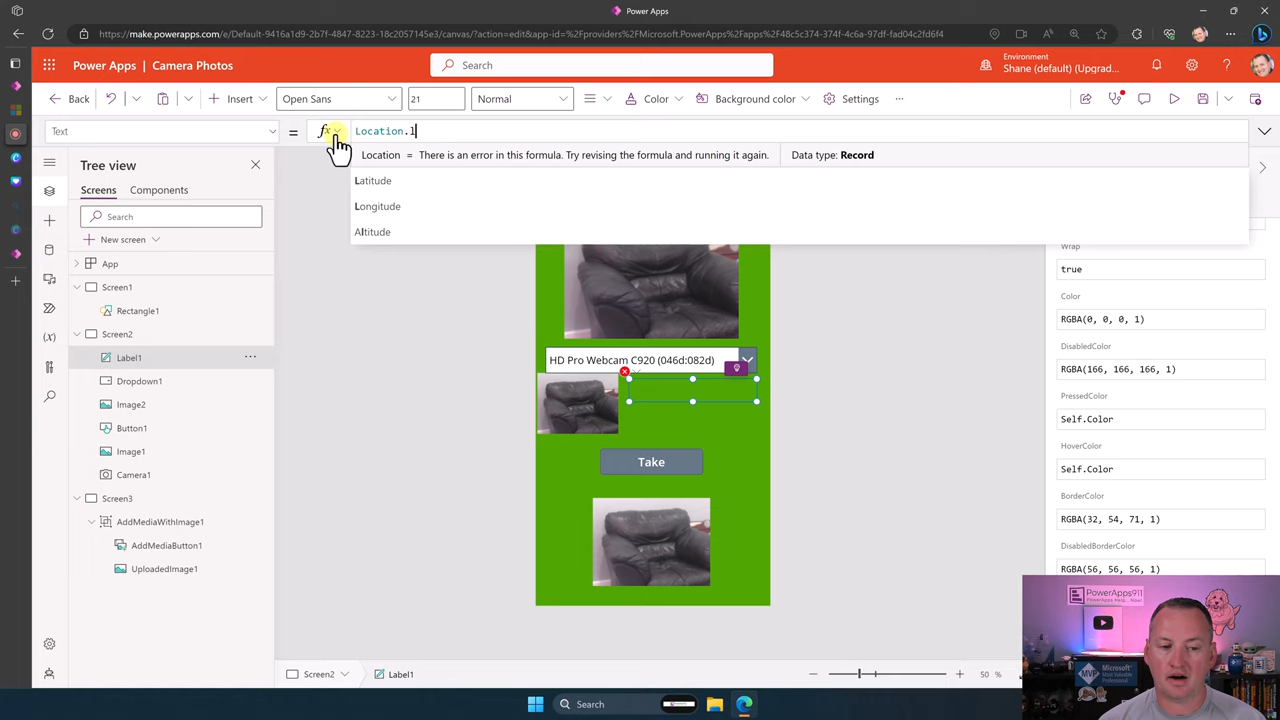 Power Apps
https://make.powerapps.com/e/Default-9416a1d9-2b7f-4847-8223-18c2057145e3/canvas/?action=edit&app-id=%2Fproviders%2FMicrosoft.PowerApps%2Fapps%2F48c5c374-374f-4c6a-9737-fad04c2fd6f4
Power Apps | Camera Photos
Search
Environment
Shane (default) (Upgrad...
Back
Insert
Open Sans
21
Normal
Color
Background color
Settings
Text
=
fx
Location.l
Location = There is an error in this formula. Try revising the formula and running it again.
Data type: Record
Latitude
Longitude
Altitude
Tree view
Screens
Components
Search
New screen
App
Screen1
Rectangle1
Screen2
Label1
Dropdown1
Image2
Button1
Image1
Camera1
Screen3
AddMediaWithImage1
AddMediaButton1
UploadedImage1
HD Pro Webcam C920 (046d:082d)
Take
Wrap
true
Color
RGBA(0, 0, 0, 1)
DisabledColor
RGBA(166, 166, 166, 1)
PressedColor
Self.Color
HoverColor
Self.Color
BorderColor
RGBA(32, 54, 71, 1)
DisabledBorderColor
RGBA(56, 56, 56, 1)
PowerApps911
Microsoft
MVP
Screen2
Label1
50 %
Search